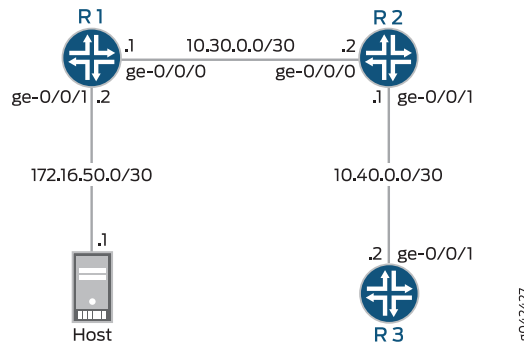 R1
R2
.1
10.30.0.0/30
.2
ge-0/0/0
ge-0/0/0
ge-0/0/1
.2
.1
ge-0/0/1
172.16.50.0/30
10.40.0.0/30
.1
.2
ge-0/0/1
Host
R3
g042427